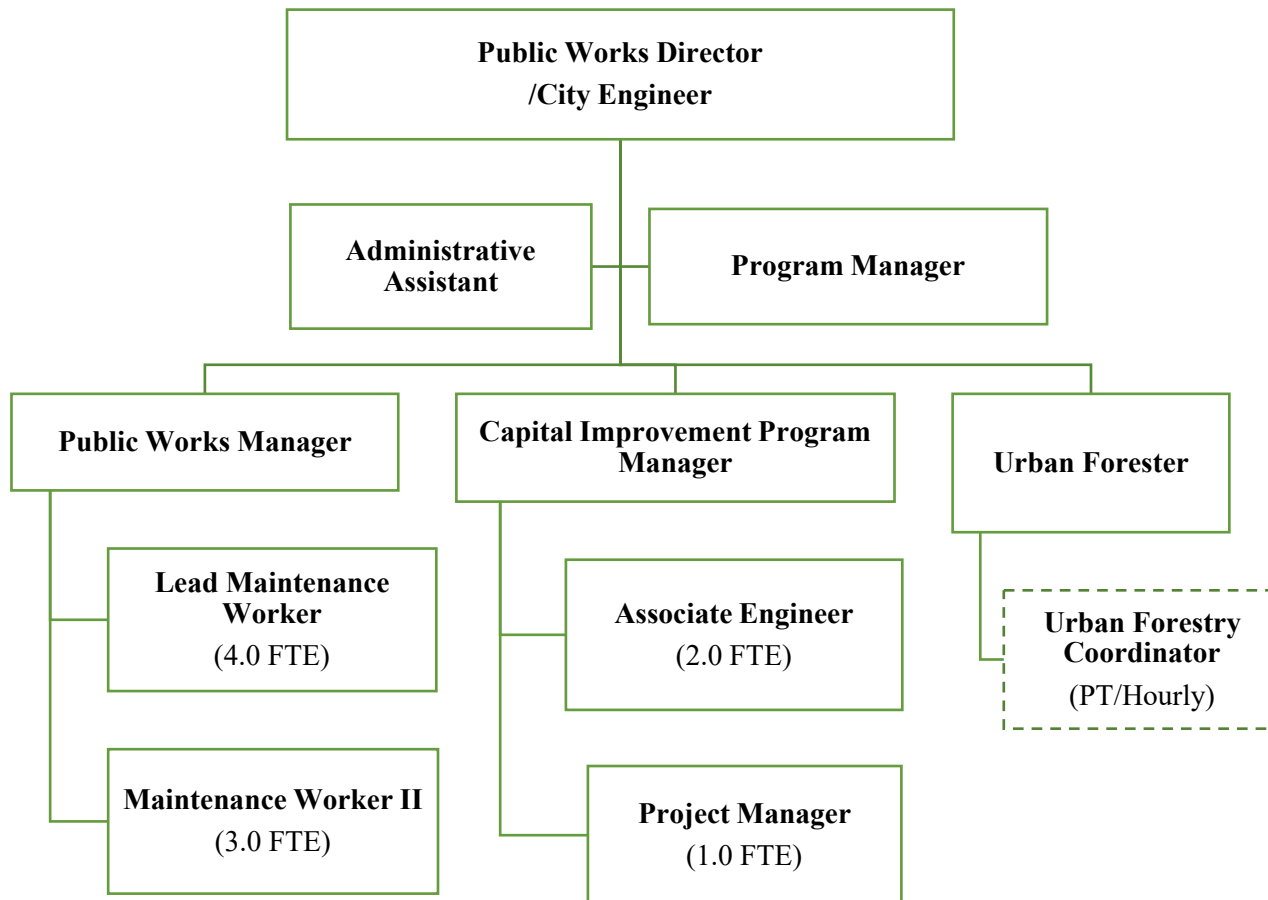 Public Works Director
/City Engineer
Administrative
Assistant
Program Manager
Public Works Manager
Capital Improvement Program
Manager
Urban Forester
Lead Maintenance
Worker
(4.0 FTE)
Associate Engineer
(2.0 FTE)
Urban Forestry
Coordinator
(PT/Hourly)
Maintenance Worker II
(3.0 FTE)
Project Manager
(1.0 FTE)